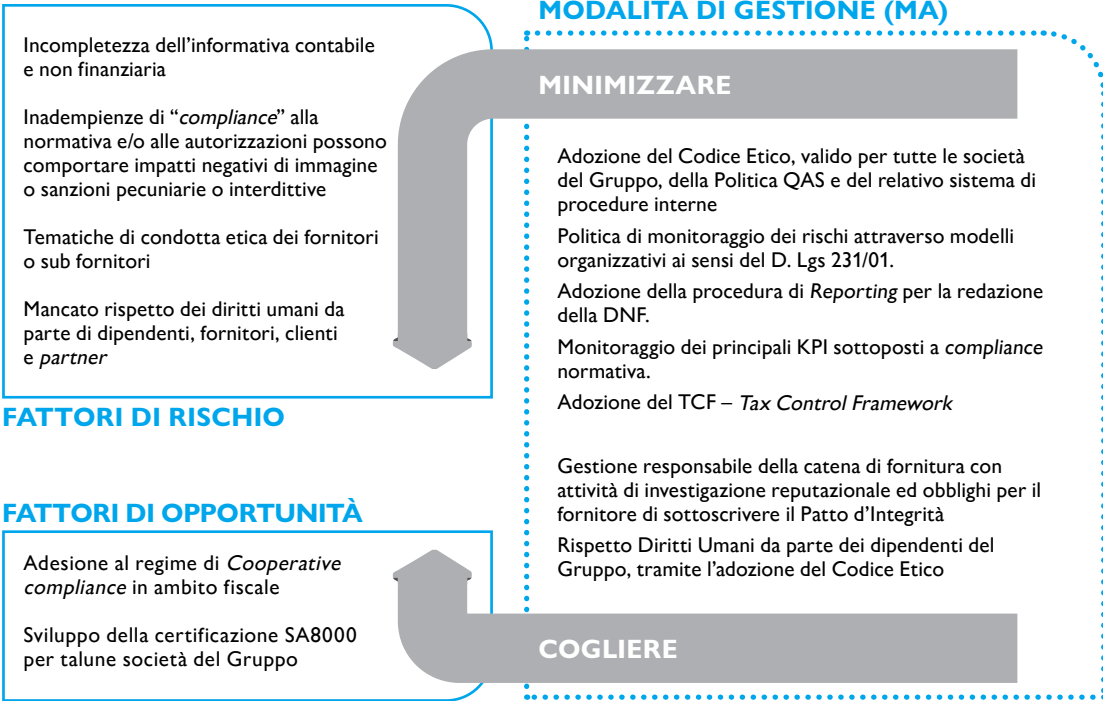 Incompletezza dell'informativa contabile
e non finanziaria
Inadempienze di "compliance" alla
normativa e/o alle autorizzazioni possono
comportare impatti negativi di immagine
o sanzioni pecuniarie o interdittive
Tematiche di condotta etica dei fornitori
o sub fornitori
Mancato rispetto dei diritti umani da
parte di dipendenti, fornitori, clienti
e partner
FATTORI DI RISCHIO
FATTORI DI OPPORTUNITÀ
Adesione al regime di Cooperative
compliance in ambito fiscale
Sviluppo della certificazione SA8000
per talune società del Gruppo
MODALITÀ DI GESTIONE (MA)
MINIMIZZARE
Adozione del Codice Etico, valido per tutte le società
del Gruppo, della Politica QAS e del relativo sistema di
procedure interne
Politica di monitoraggio dei rischi attraverso modelli
organizzativi ai sensi del D. Lgs 231/01.
Adozione della procedura di Reporting per la redazione
della DNF.
Monitoraggio dei principali KPI sottoposti a compliance
normativa.
Adozione del TCF – Tax Control Framework
Gestione responsabile della catena di fornitura con
attività di investigazione reputazionale ed obblighi per il
fornitore di sottoscrivere il Patto d'Integrità
Rispetto Diritti Umani da parte dei dipendenti del
Gruppo, tramite l'adozione del Codice Etico
COGLIERE